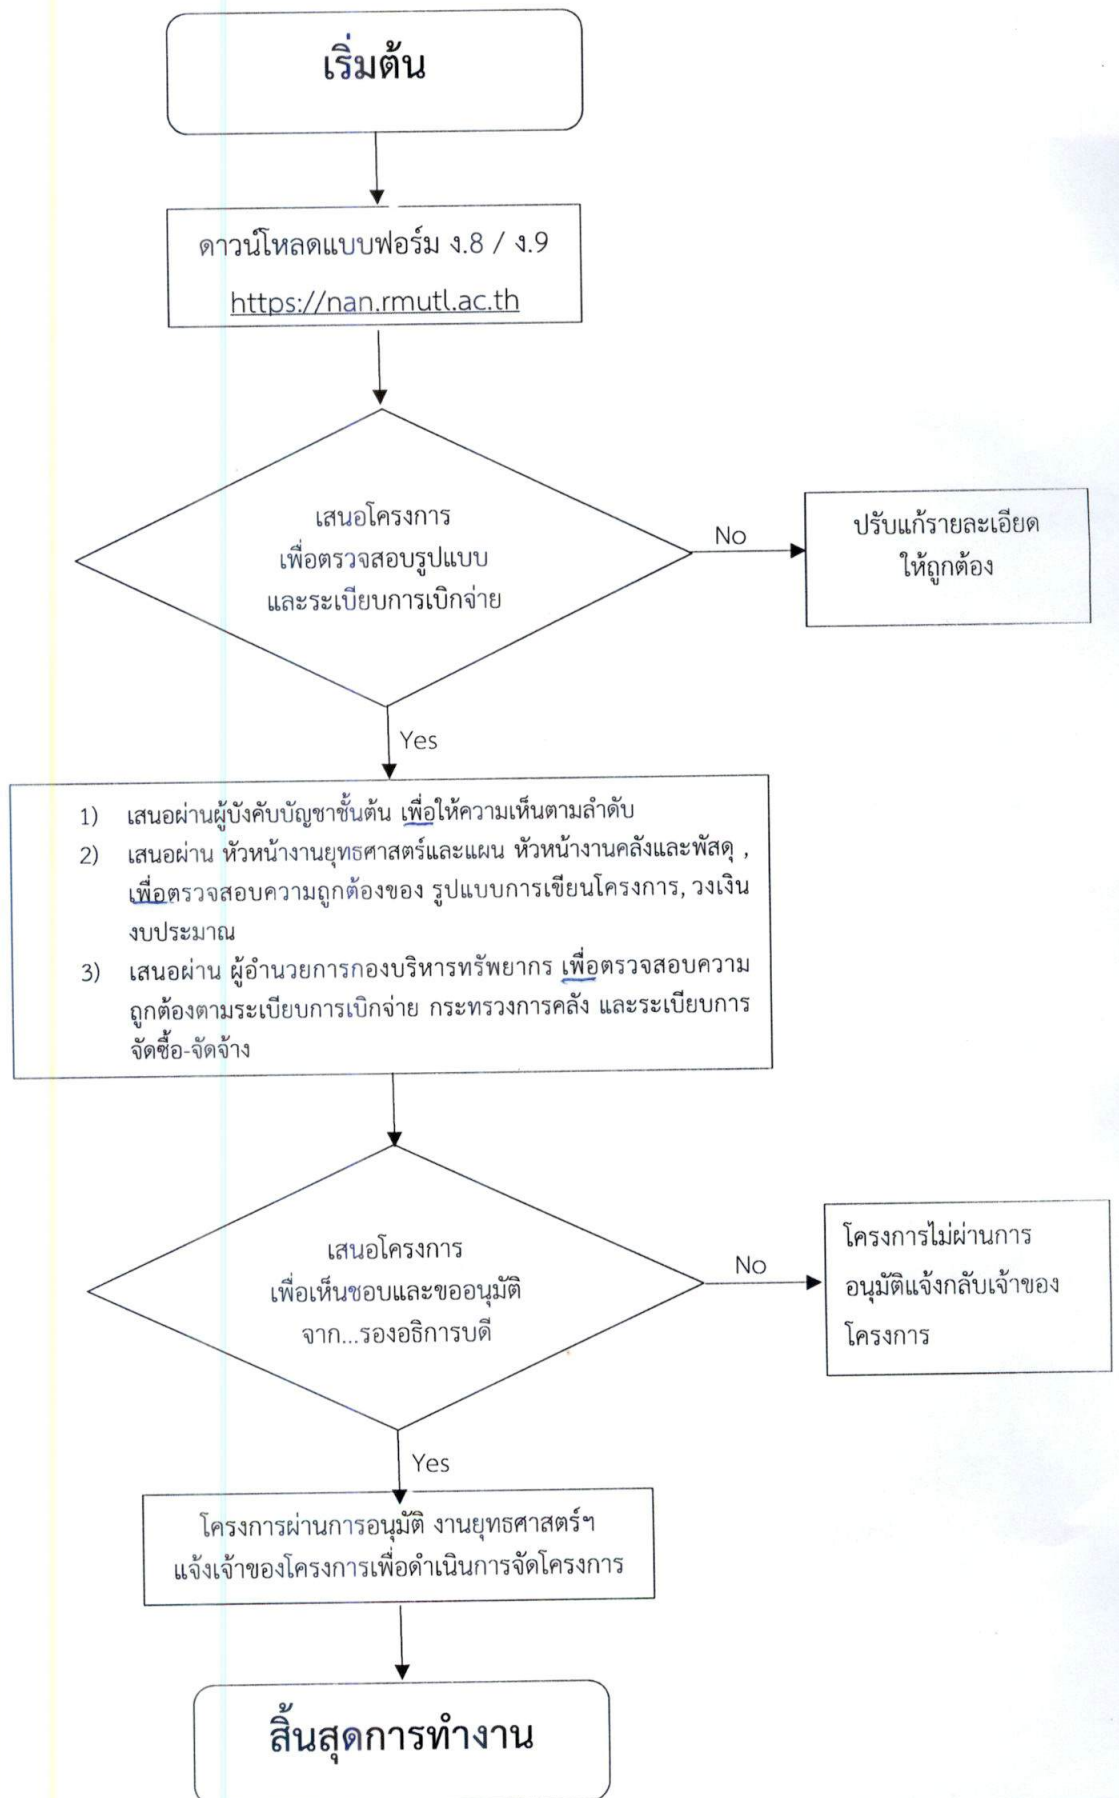 เริ่มต้น
ดาวน์โหลดแบบฟอร์ม ง.8 / ง.9
https://nan.rmutl.ac.th
เสนอโครงการ
เพื่อตรวจสอบรูปแบบ
และระเบียบการเบิกจ่าย
No
ปรับแก้รายละเอียด
ให้ถูกต้อง
Yes
1) เสนอผ่านผู้บังคับบัญชาชั้นต้น เพื่อให้ความเห็นตามลำดับ
2) เสนอผ่าน หัวหน้างานยุทธศาสตร์และแผน หัวหน้างานคลังและพัสดุ ,
เพื่อตรวจสอบความถูกต้องของ รูปแบบการเขียนโครงการ, วงเงิน
งบประมาณ
3) เสนอผ่าน ผู้อำนวยการกองบริหารทรัพยากร เพื่อตรวจสอบความ
ถูกต้องตามระเบียบการเบิกจ่าย กระทรวงการคลัง และระเบียบการ
จัดซื้อ-จัดจ้าง
เสนอโครงการ
เพื่อเห็นชอบและขออนุมัติ
จาก...รองอธิการบดี
No
โครงการไม่ผ่านการ
อนุมัติแจ้งกลับเจ้าของ
โครงการ
Yes
โครงการผ่านการอนุมัติ งานยุทธศาสตร์ฯ
แจ้งเจ้าของโครงการเพื่อดำเนินการจัดโครงการ
สิ้นสุดการทำงาน